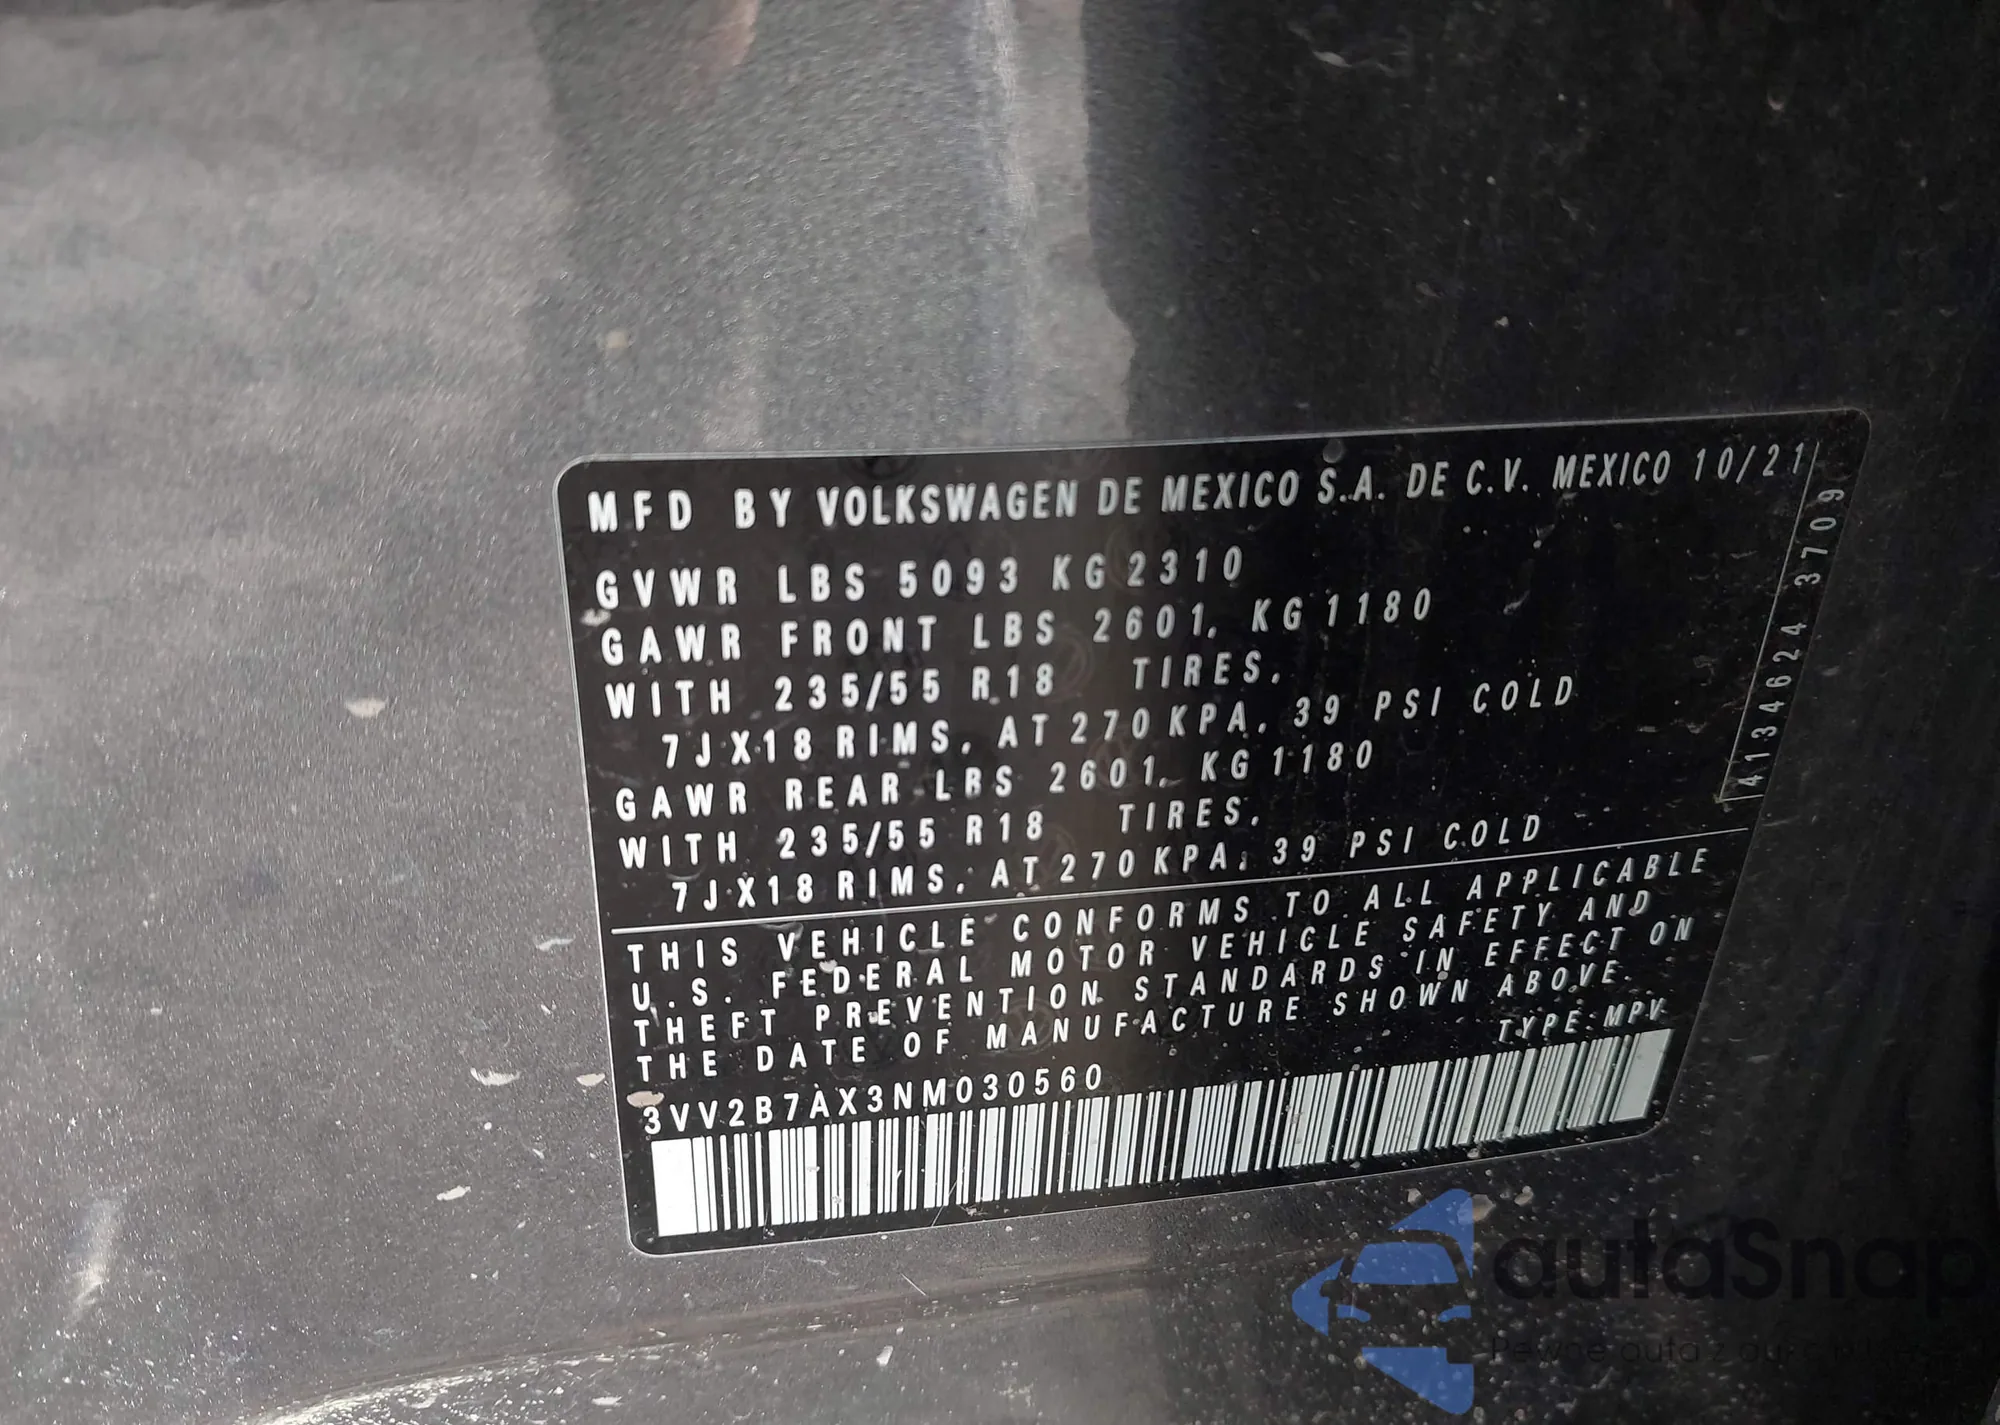 MFD BY VOLKSWAGEN DE MEXICO S.A. DE C.V. MEXICO 10/21
GVWR LBS 5093 KG 2310
GAWR FRONT LBS 2601, KG 1180
WITH 235/55 R18 TIRES,
7JX18 RIMS, AT 270 KPA, 39 PSI COLD
GAWR REAR LBS 2601, KG 1180
WITH 235/55 R18 TIRES,
7JX18 RIMS, AT 270 KPA, 39 PSI COLD
4134624 3709
THIS VEHICLE CONFORMS TO ALL APPLICABLE
U.S. FEDERAL MOTOR VEHICLE SAFETY AND
THEFT PREVENTION STANDARDS IN EFFECT ON
THE DATE OF MANUFACTURE SHOWN ABOVE.
TYPE: MPV
3VV2B7AX3NM030560
autaSnap
Pewne auta z